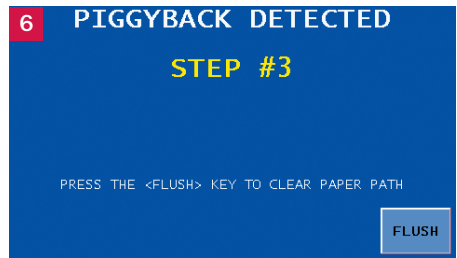 6
PIGGYBACK DETECTED
STEP #3
PRESS THE <FLUSH> KEY TO CLEAR PAPER PATH
FLUSH